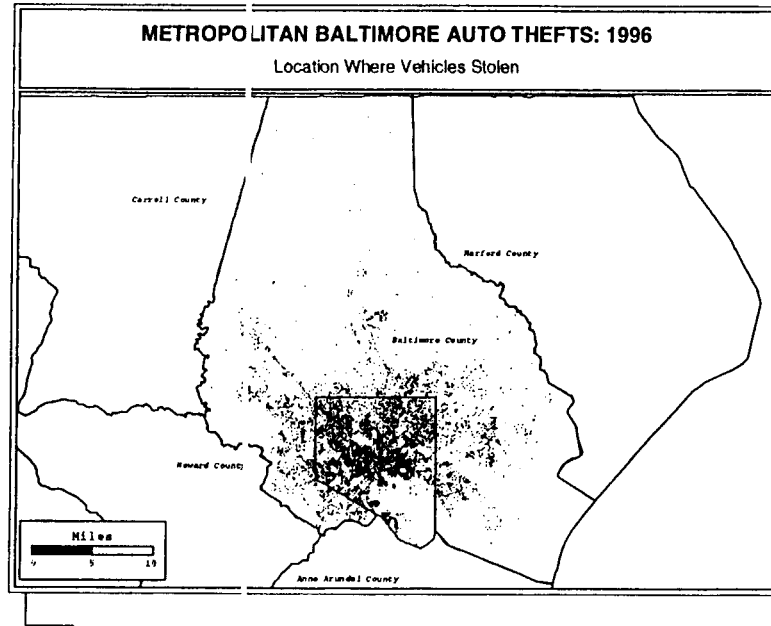 METROPOLITAN BALTIMORE AUTO THEFTS: 1996
Location Where Vehicles Stolen
Carroll County
Harford County
Baltimore County
Howard County
Miles
0 5 10
Anne Arundel County